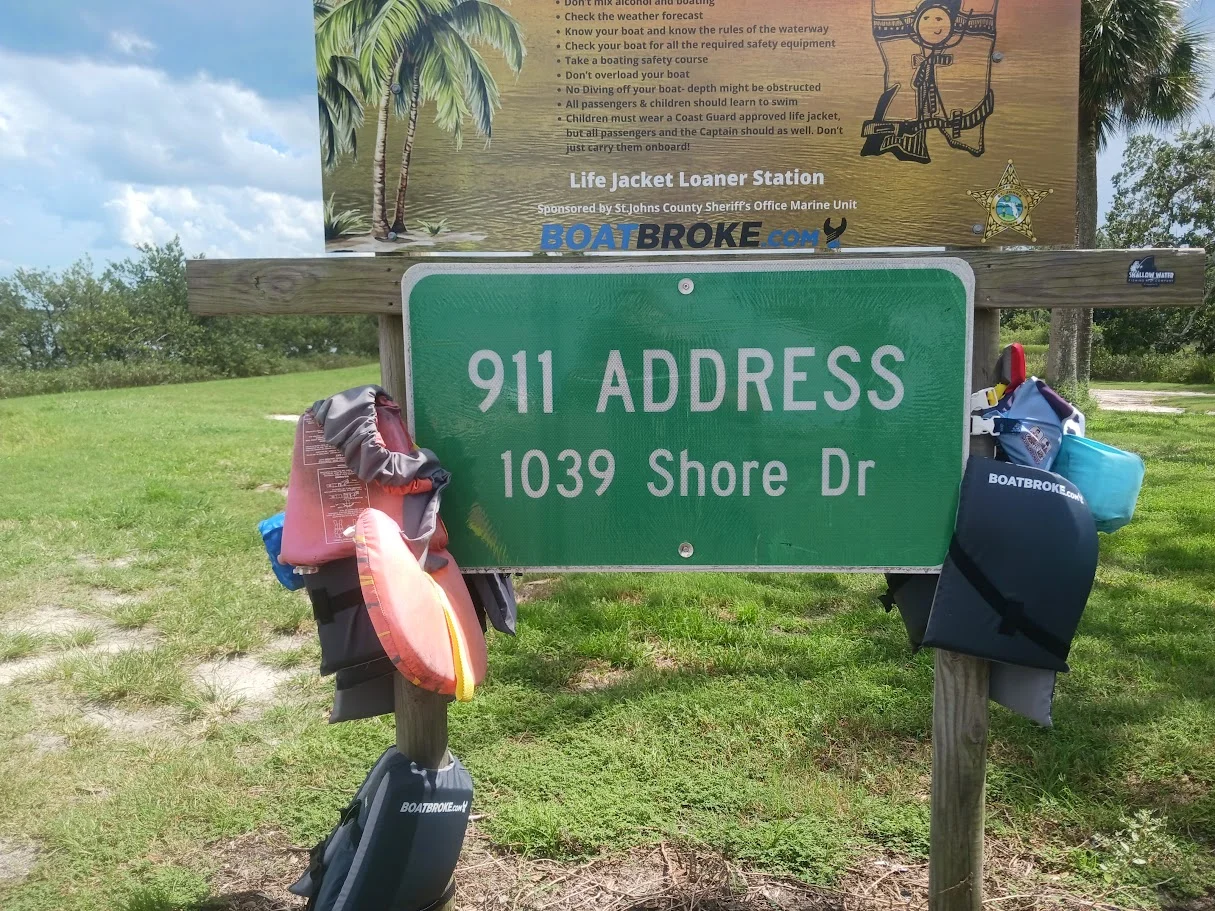 • Don't mix alcohol and boating
• Check the weather forecast
• Know your boat and know the rules of the waterway
• Check your boat for all the required safety equipment
• Take a boating safety course
• Don't overload your boat
• No Diving off your boat- depth might be obstructed
• All passengers & children should learn to swim
• Children must wear a Coast Guard approved life jacket,
but all passengers and the Captain should as well. Don't
just carry them onboard!
Life Jacket Loaner Station
Sponsored by St.Johns County Sheriff's Office Marine Unit
BOATBROKE.COM
SHALLOW WATER
911 ADDRESS
1039 Shore Dr
BOATBROKE.COM
BOATBROKE.COM